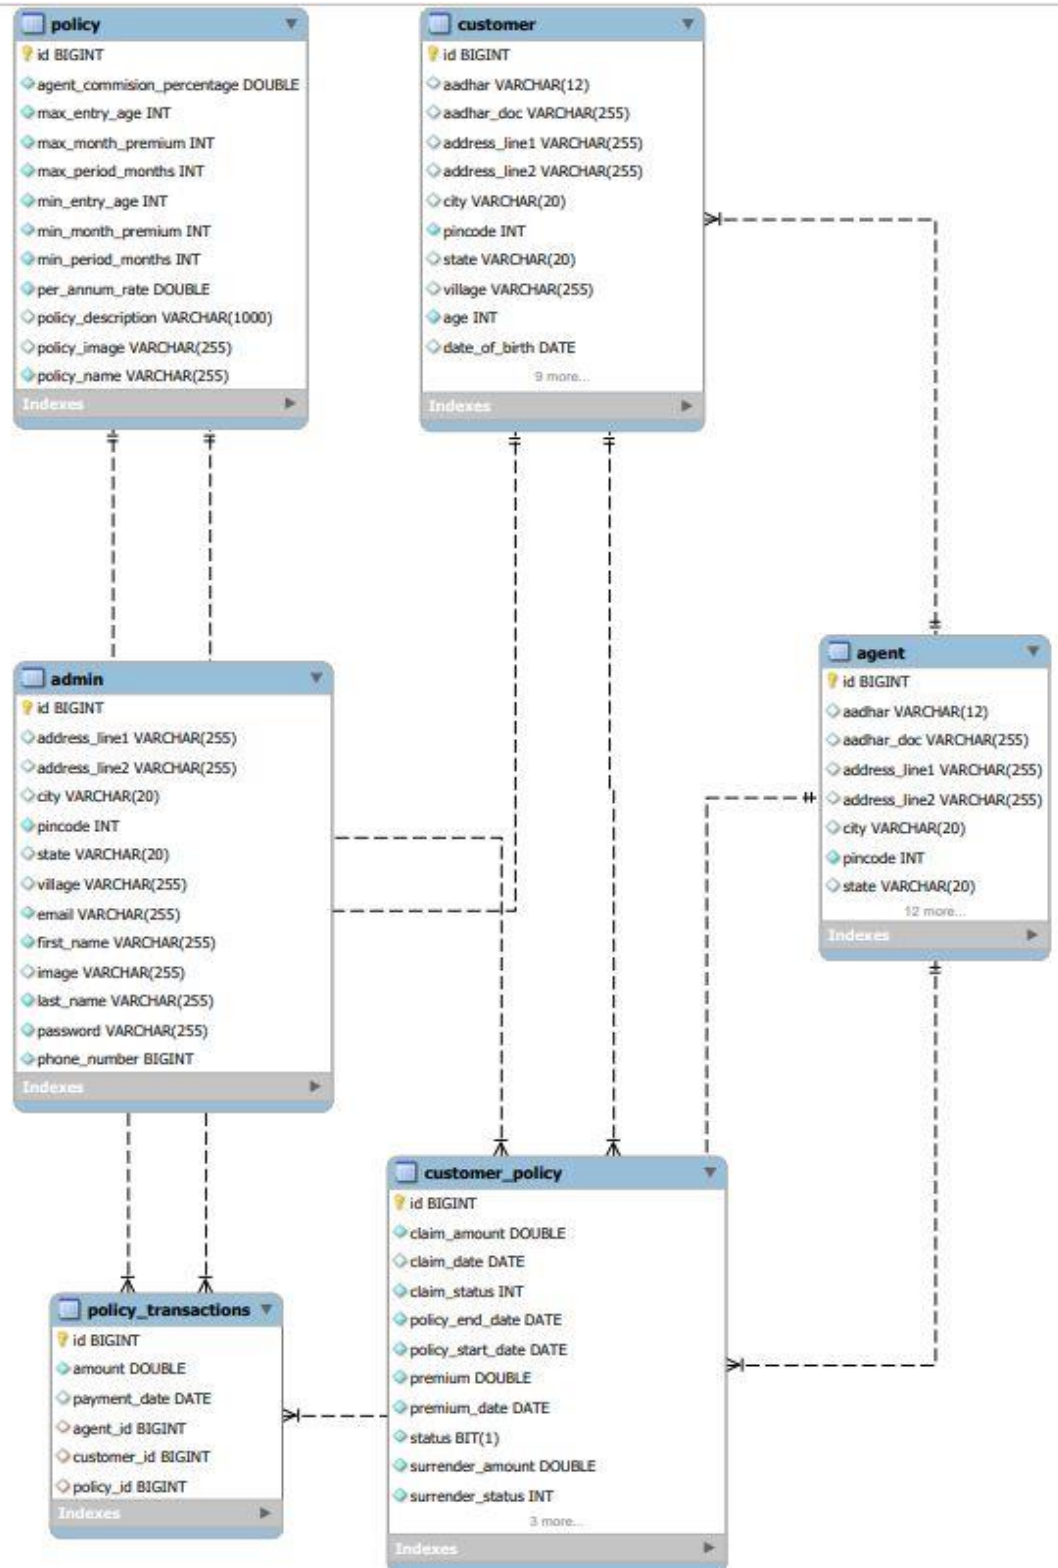 policy
id BIGINT
agent_commision_percentage DOUBLE
max_entry_age INT
max_month_premium INT
max_period_months INT
min_entry_age INT
min_month_premium INT
min_period_months INT
per_annum_rate DOUBLE
policy_description VARCHAR(1000)
policy_image VARCHAR(255)
policy_name VARCHAR(255)
Indexes
customer
id BIGINT
aadhar VARCHAR(12)
aadhar_doc VARCHAR(255)
address_line1 VARCHAR(255)
address_line2 VARCHAR(255)
city VARCHAR(20)
pincode INT
state VARCHAR(20)
village VARCHAR(255)
age INT
date_of_birth DATE
9 more...
Indexes
agent
id BIGINT
aadhar VARCHAR(12)
aadhar_doc VARCHAR(255)
address_line1 VARCHAR(255)
address_line2 VARCHAR(255)
city VARCHAR(20)
pincode INT
state VARCHAR(20)
12 more...
Indexes
admin
id BIGINT
address_line1 VARCHAR(255)
address_line2 VARCHAR(255)
city VARCHAR(20)
pincode INT
state VARCHAR(20)
village VARCHAR(255)
email VARCHAR(255)
first_name VARCHAR(255)
image VARCHAR(255)
last_name VARCHAR(255)
password VARCHAR(255)
phone_number BIGINT
Indexes
customer_policy
id BIGINT
claim_amount DOUBLE
claim_date DATE
claim_status INT
policy_end_date DATE
policy_start_date DATE
premium DOUBLE
premium_date DATE
status BIT(1)
surrender_amount DOUBLE
surrender_status INT
3 more...
Indexes
policy_transactions
id BIGINT
amount DOUBLE
payment_date DATE
agent_id BIGINT
customer_id BIGINT
policy_id BIGINT
Indexes